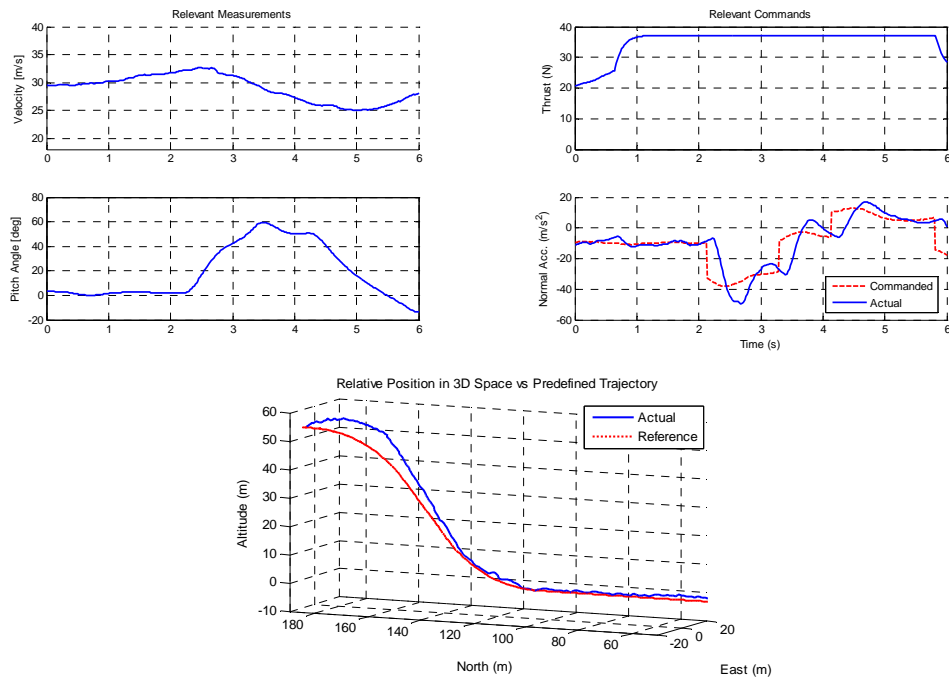 Relevant Measurements
40
35
30
25
20
Velocity [m/s]
0 1 2 3 4 5 6
80
60
40
20
0
-20
Pitch Angle [deg]
0 1 2 3 4 5 6
Relevant Commands
40
30
20
10
0
Thrust (N)
0 1 2 3 4 5 6
20
0
-20
-40
-60
Normal Acc. (m/s²)
Commanded
Actual
0 1 2 3 4 5 6
Time (s)
Relative Position in 3D Space vs Predefined Trajectory
60
50
40
30
20
10
0
-10
Altitude (m)
Actual
Reference
180 160 140 120 100 80 60
North (m)
-20 0 20
East (m)